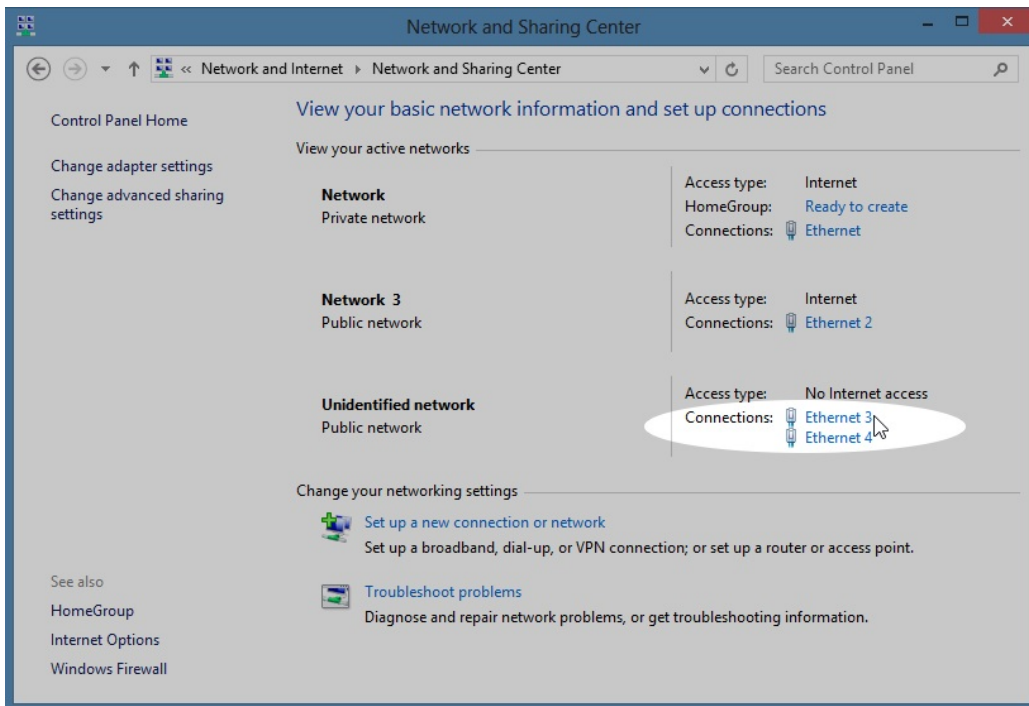 Network and Sharing Center
« Network and Internet ▸ Network and Sharing Center
Search Control Panel
Control Panel Home
Change adapter settings
Change advanced sharing
settings
See also
HomeGroup
Internet Options
Windows Firewall
View your basic network information and set up connections
View your active networks
Network
Private network
Access type: Internet
HomeGroup: Ready to create
Connections: Ethernet
Network 3
Public network
Access type: Internet
Connections: Ethernet 2
Unidentified network
Public network
Access type: No Internet access
Connections: Ethernet 3
Ethernet 4
Change your networking settings
Set up a new connection or network
Set up a broadband, dial-up, or VPN connection; or set up a router or access point.
Troubleshoot problems
Diagnose and repair network problems, or get troubleshooting information.